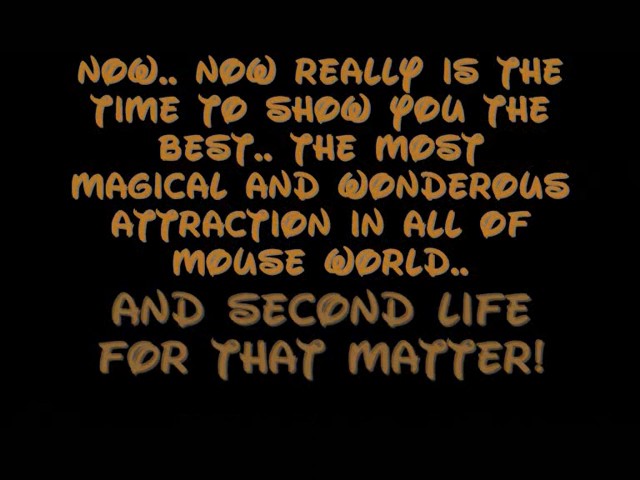 NOW.. NOW REALLY IS THE
TIME TO SHOW YOU THE
BEST.. THE MOST
MAGICAL AND WONDEROUS
ATTRACTION IN ALL OF
MOUSE WORLD..
AND SECOND LIFE
FOR THAT MATTER!